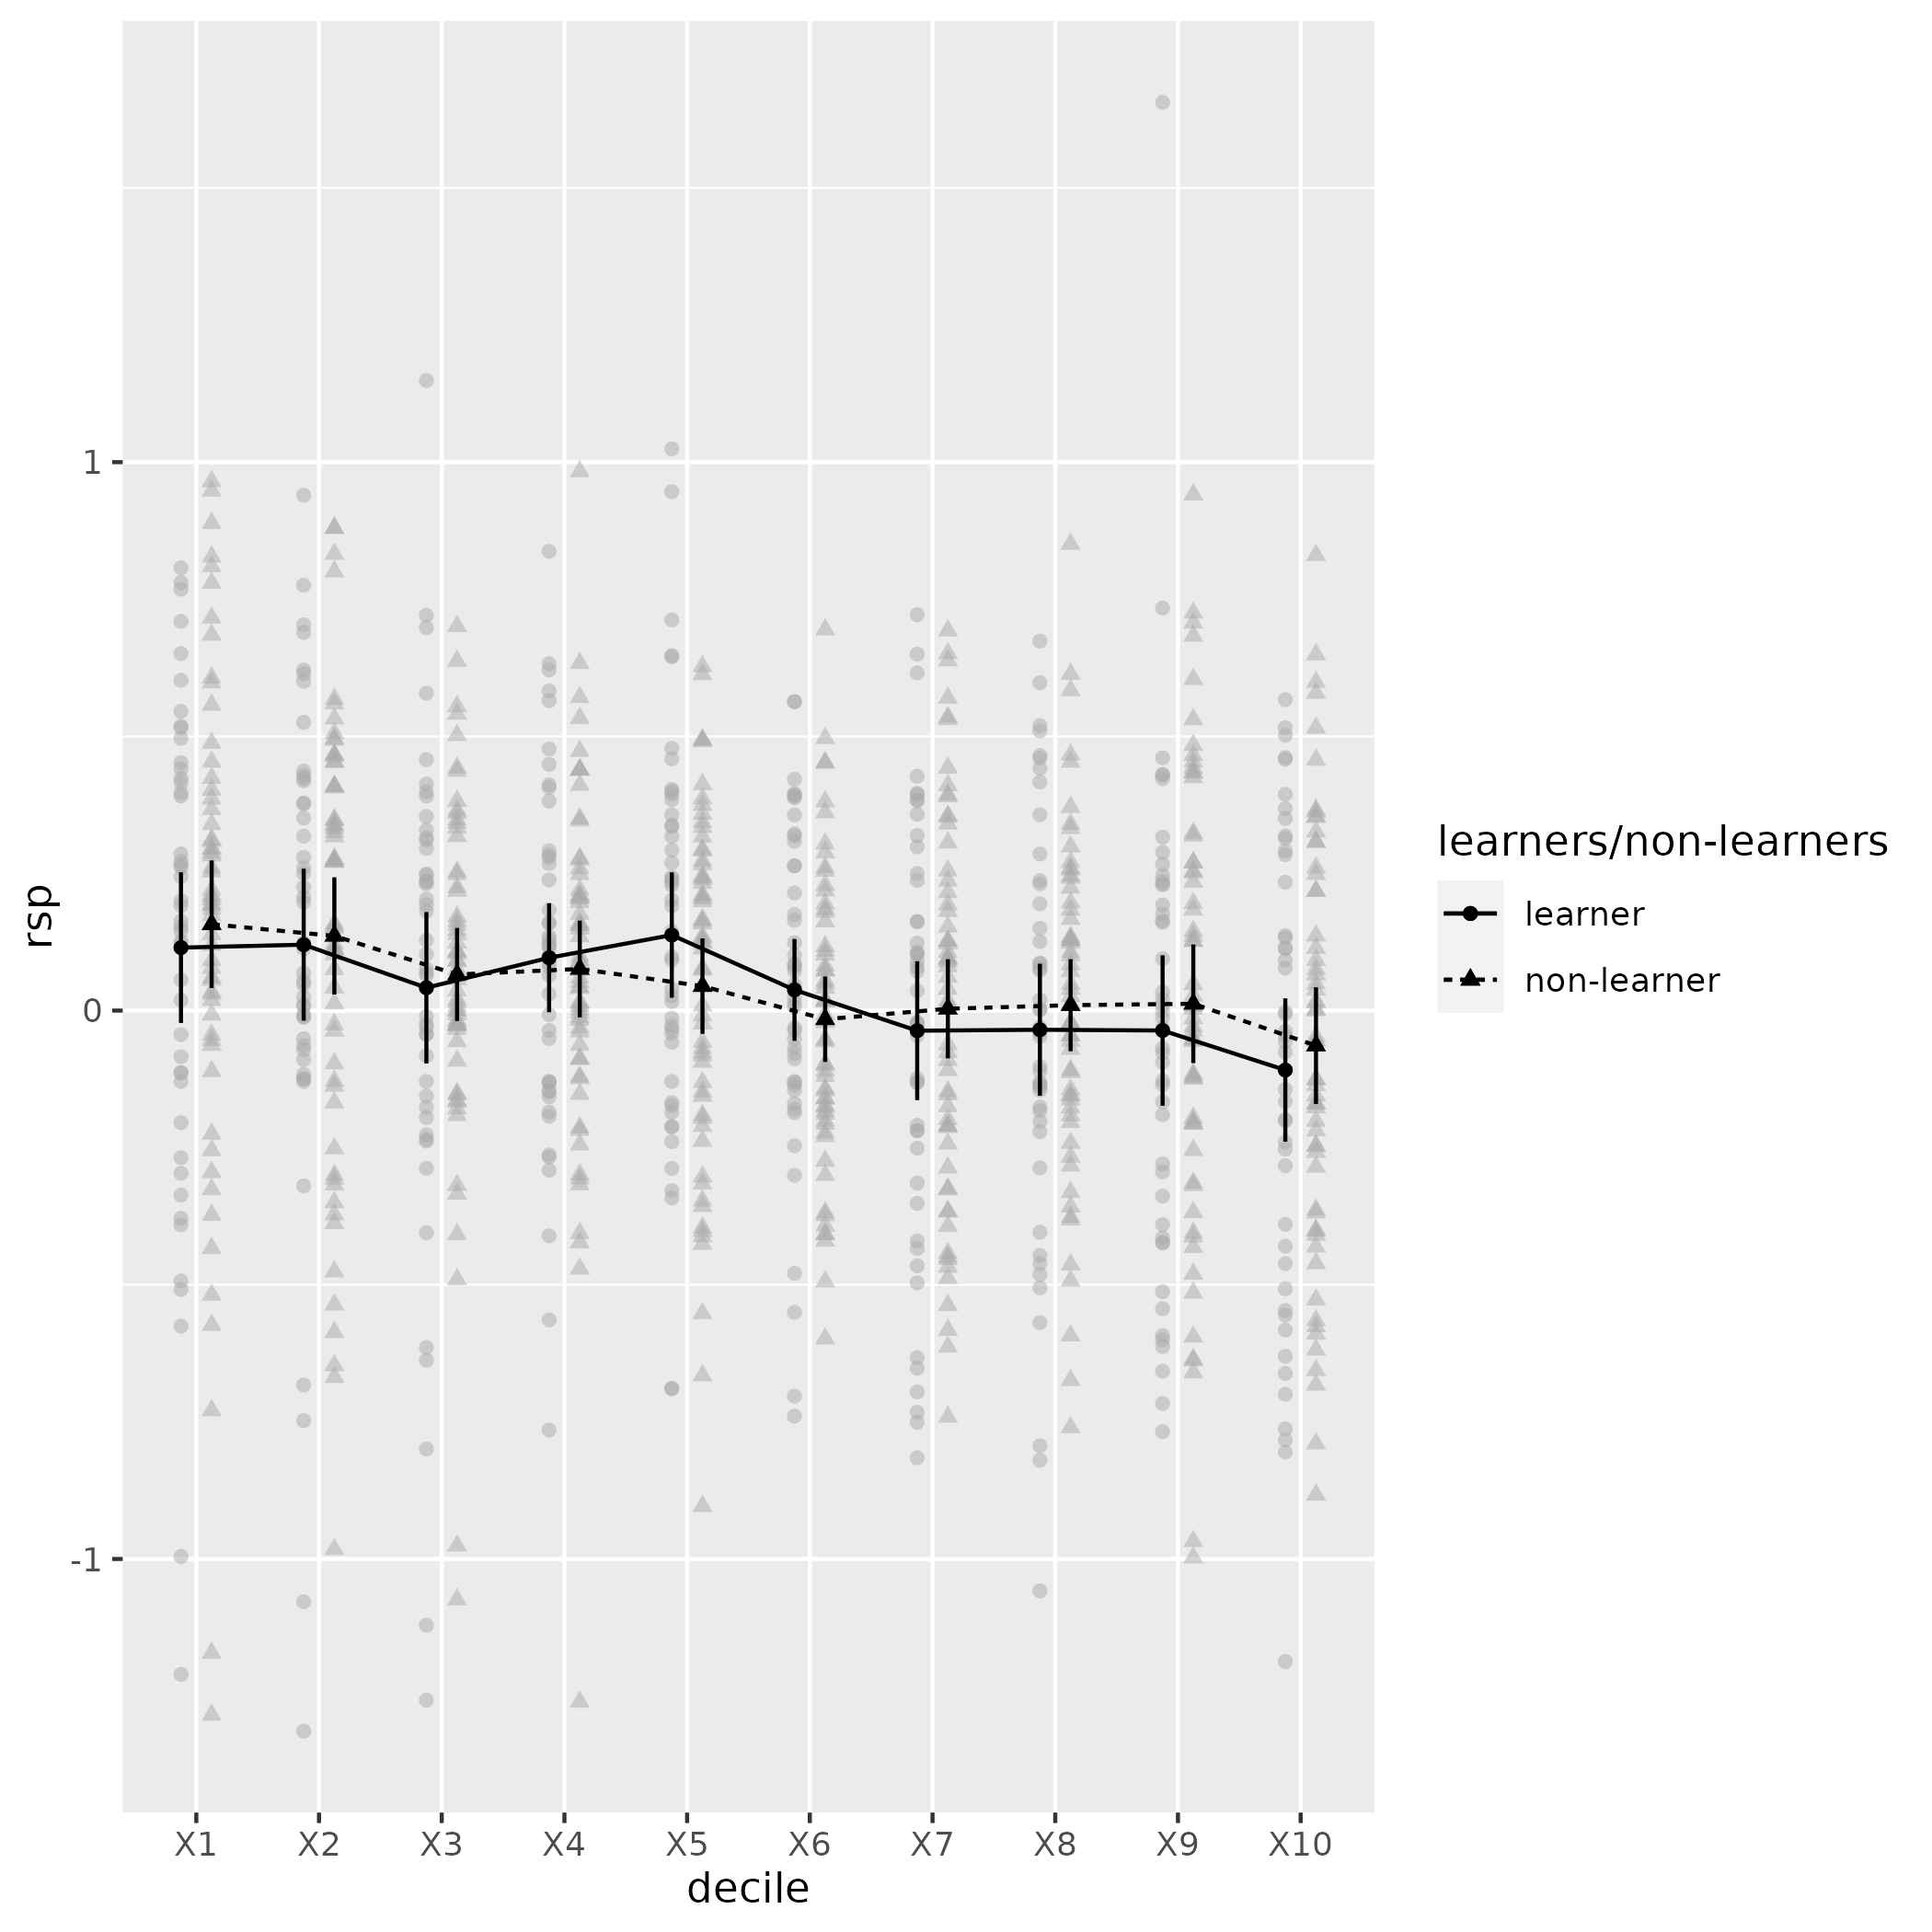 1
0
-1
rsp
X1 X2 X3 X4 X5 X6 X7 X8 X9 X10
decile
learners/non-learners
learner
non-learner